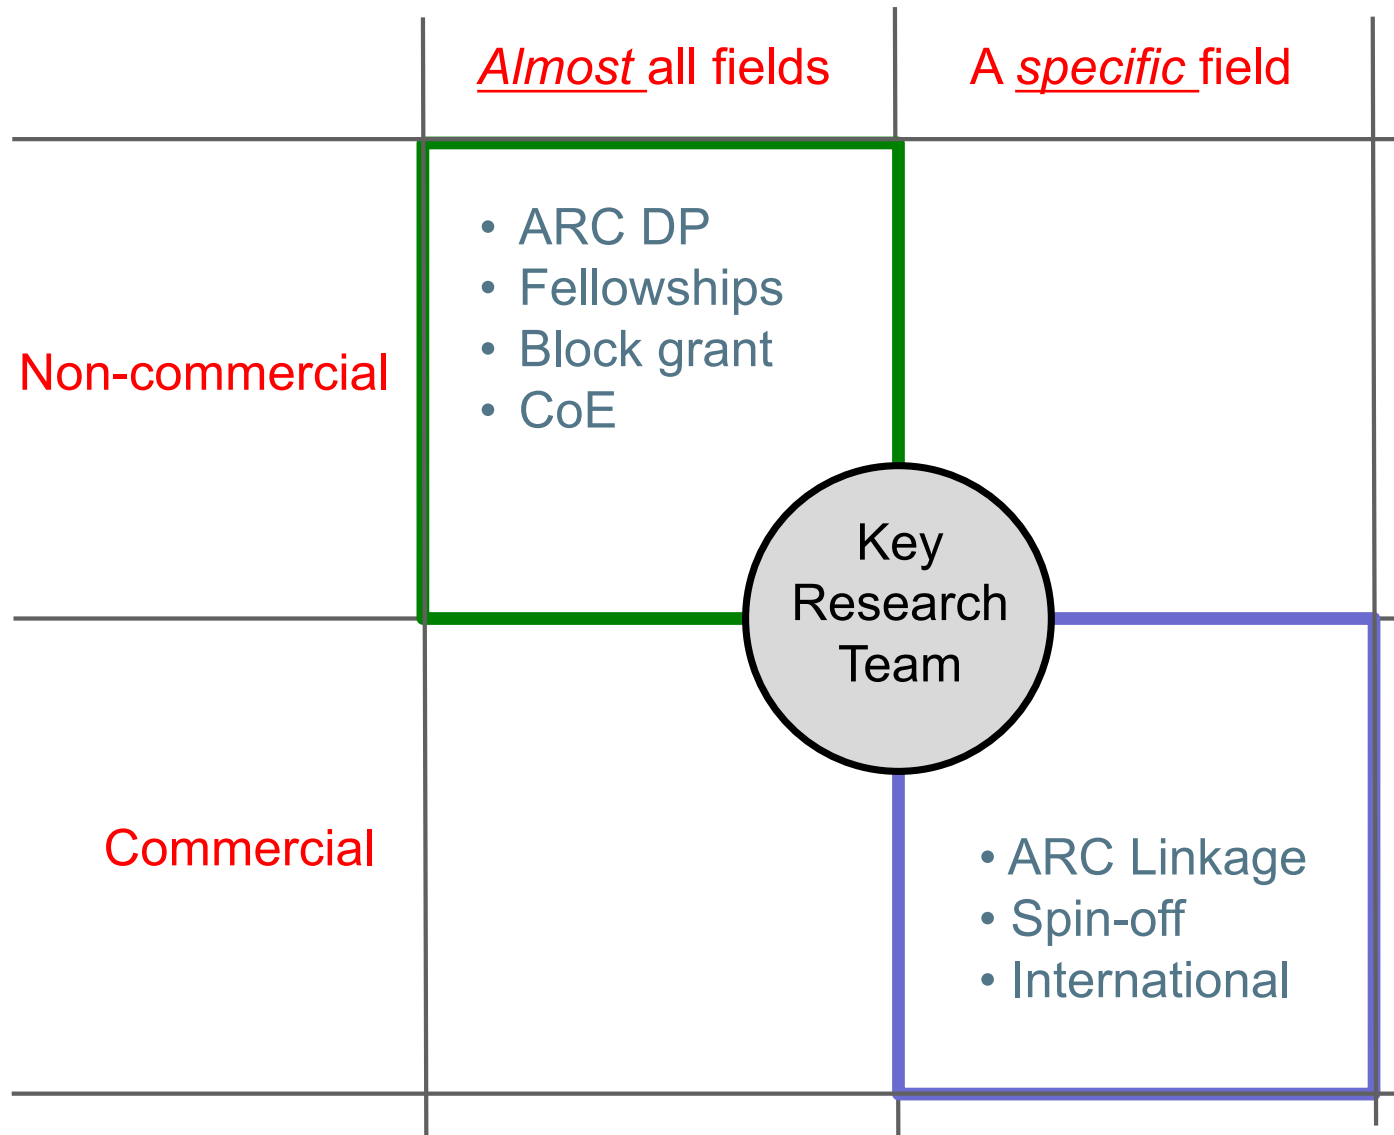 Almost all fields
A specific field
Non-commercial
• ARC DP
• Fellowships
• Block grant
• CoE
Key
Research
Team
Commercial
• ARC Linkage
• Spin-off
• International